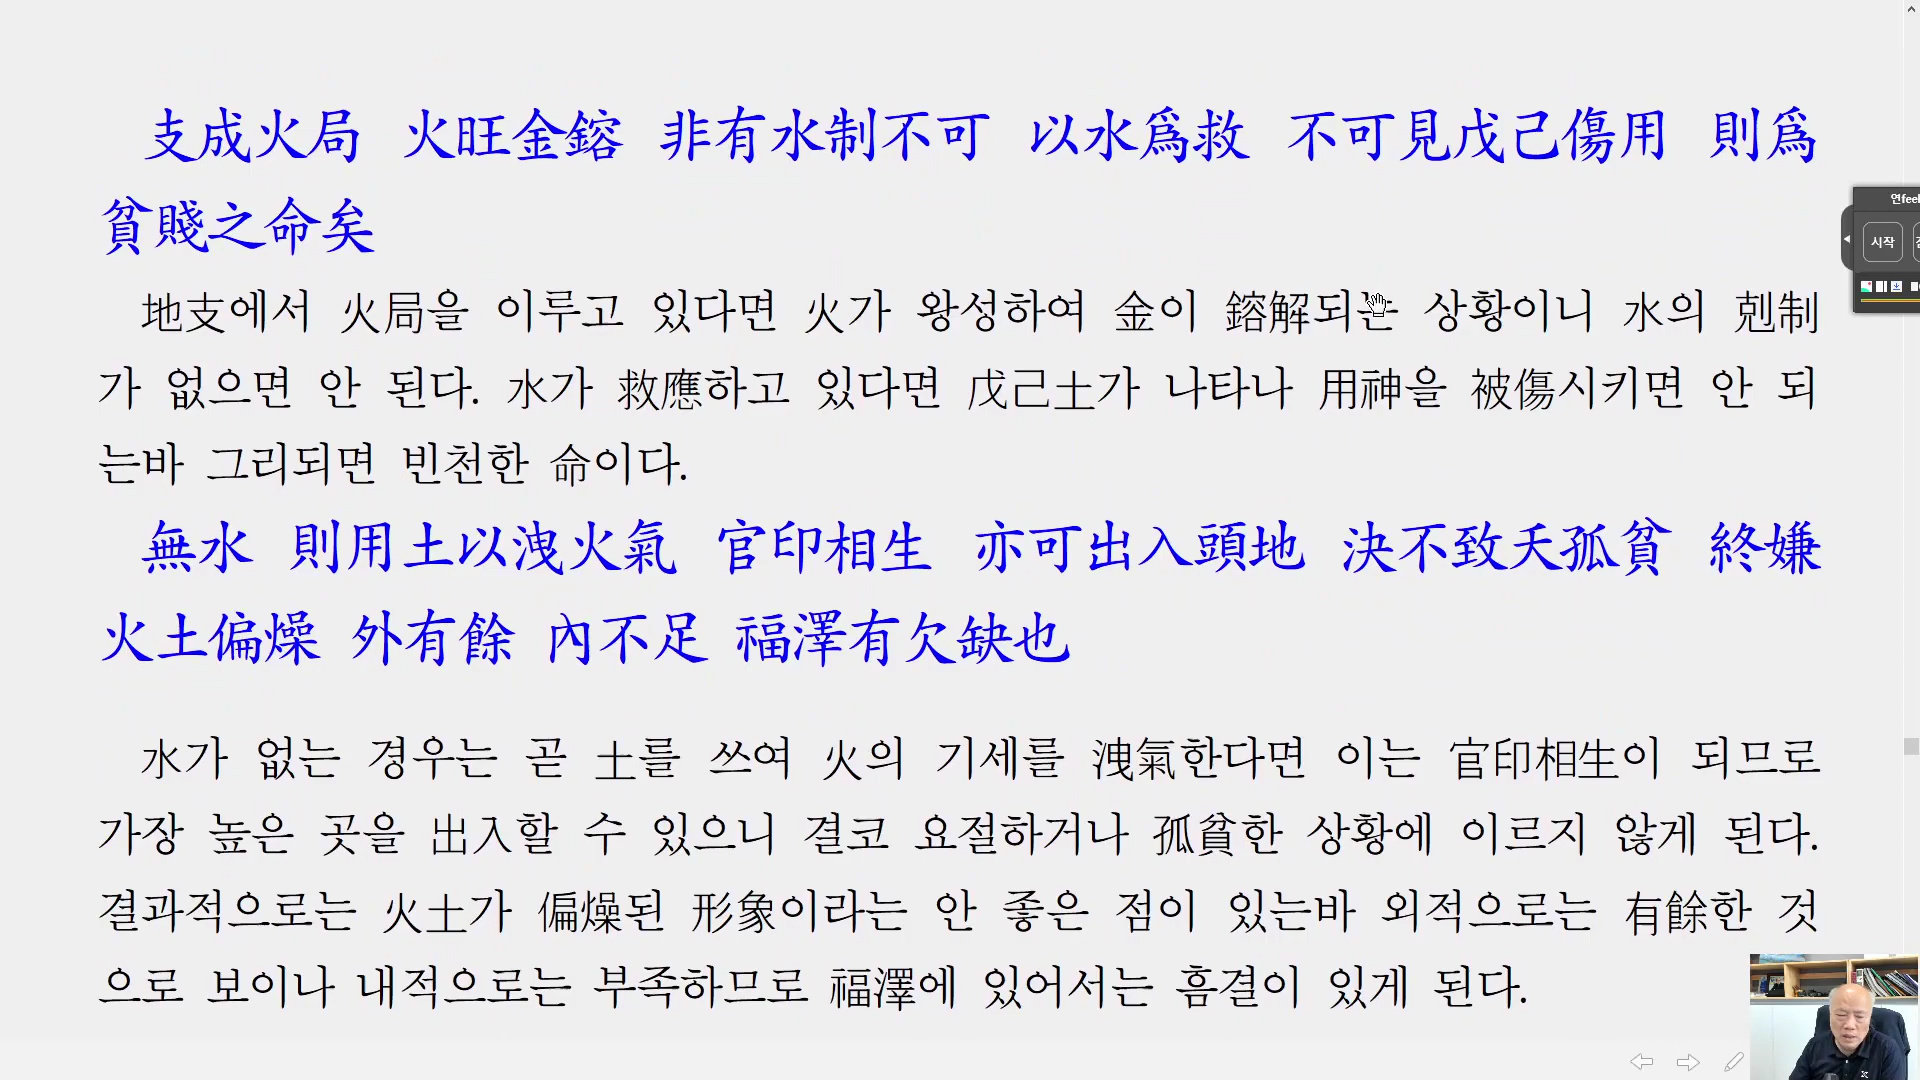 支成火局 火旺金鎔 非有水制不可 以水爲救 不可見戊己傷用 則爲
貧賤之命矣
地支에서 火局을 이루고 있다면 火가 왕성하여 金이 鎔解되는 상황이니 水의 剋制
가 없으면 안 된다. 水가 救應하고 있다면 戊己土가 나타나 用神을 被傷시키면 안 되
는바 그리되면 빈천한 命이다.
無水 則用土以洩火氣 官印相生 亦可出入頭地 決不致夭孤貧 終嫌
火土偏燥 外有餘 內不足 福澤有欠缺也
水가 없는 경우는 곧 土를 쓰여 火의 기세를 洩氣한다면 이는 官印相生이 되므로
가장 높은 곳을 出入할 수 있으니 결코 요절하거나 孤貧한 상황에 이르지 않게 된다.
결과적으로는 火土가 偏燥된 形象이라는 안 좋은 점이 있는바 외적으로는 有餘한 것
으로 보이나 내적으로는 부족하므로 福澤에 있어서는 흠결이 있게 된다.
연feel
시작